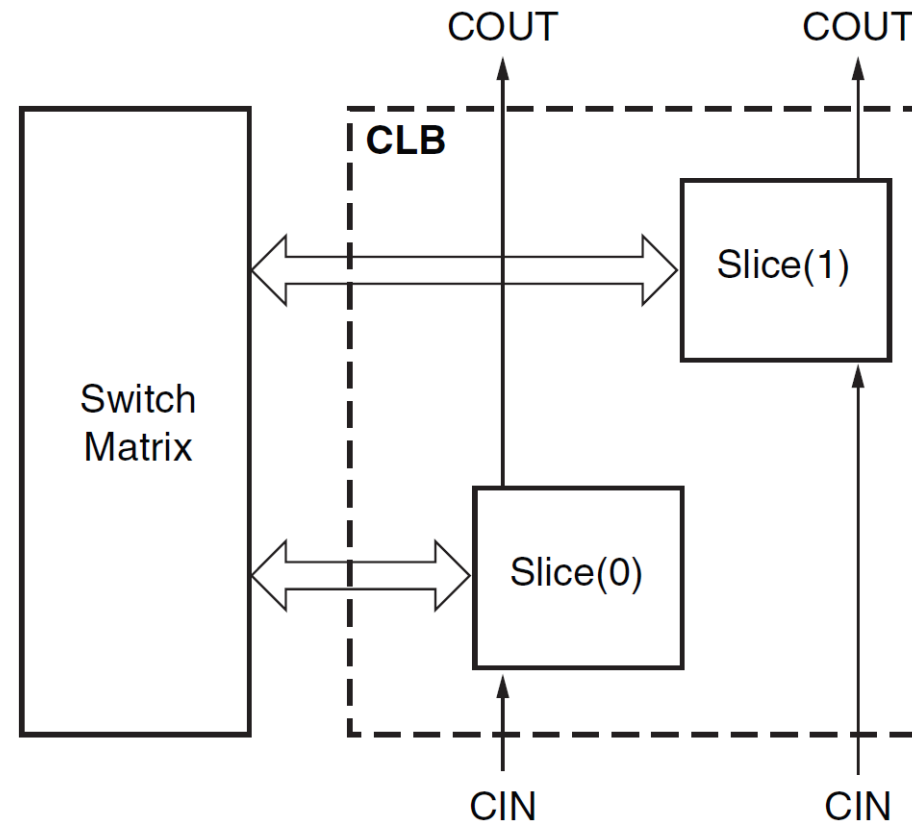 COUT
COUT
CLB
Slice(1)
Switch
Matrix
Slice(0)
CIN
CIN